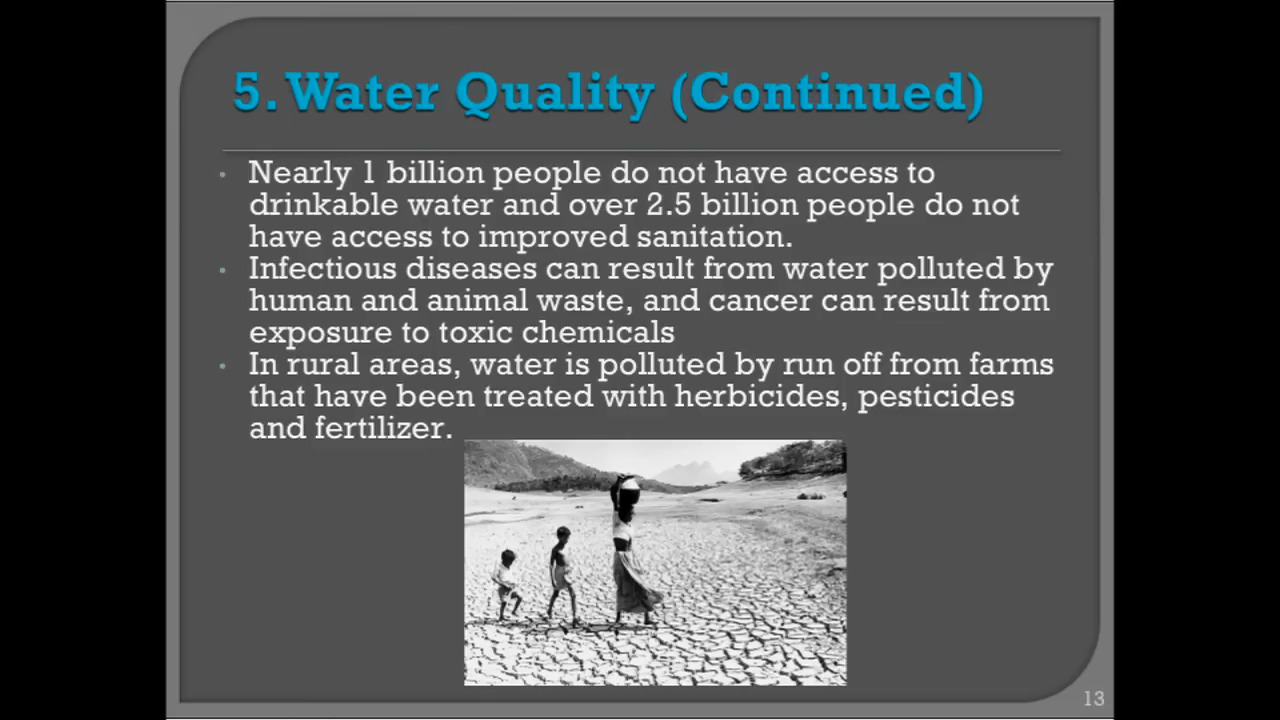 5. Water Quality (Continued)
• Nearly 1 billion people do not have access to
drinkable water and over 2.5 billion people do not
have access to improved sanitation.
• Infectious diseases can result from water polluted by
human and animal waste, and cancer can result from
exposure to toxic chemicals
• In rural areas, water is polluted by run off from farms
that have been treated with herbicides, pesticides
and fertilizer.
13